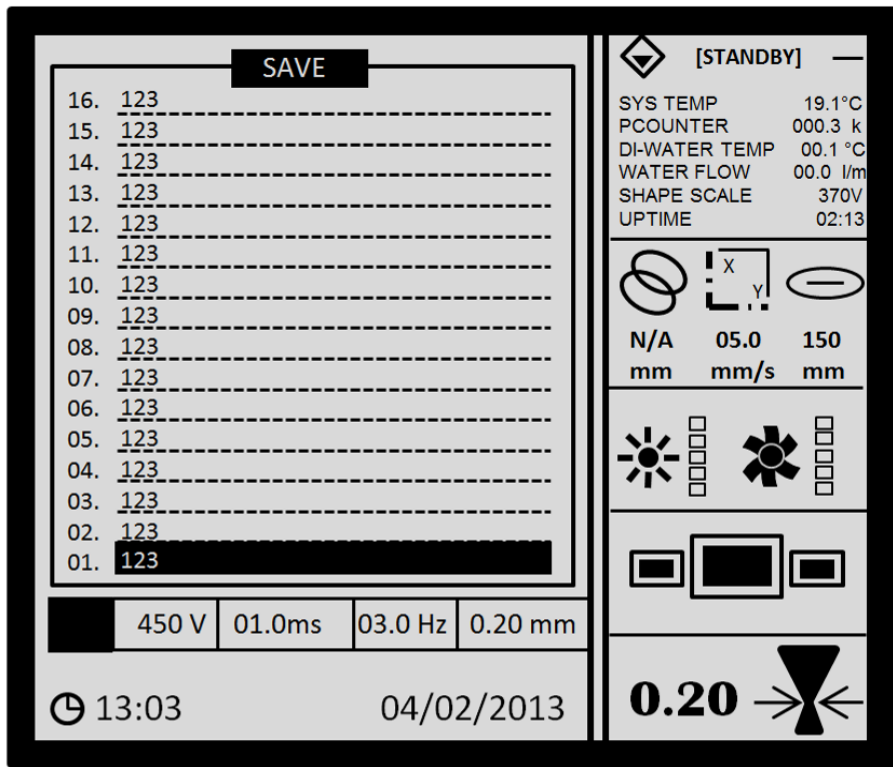 SAVE
16. 123
15. 123
14. 123
13. 123
12. 123
11. 123
10. 123
09. 123
08. 123
07. 123
06. 123
05. 123
04. 123
03. 123
02. 123
01. 123
450 V 01.0ms 03.0 Hz 0.20 mm
13:03 04/02/2013
[STANDBY]
SYS TEMP 19.1°C
PCOUNTER 000.3 k
DI-WATER TEMP 00.1 °C
WATER FLOW 00.0 l/m
SHAPE SCALE 370V
UPTIME 02:13
X
Y
N/A 05.0 150
mm mm/s mm
0.20